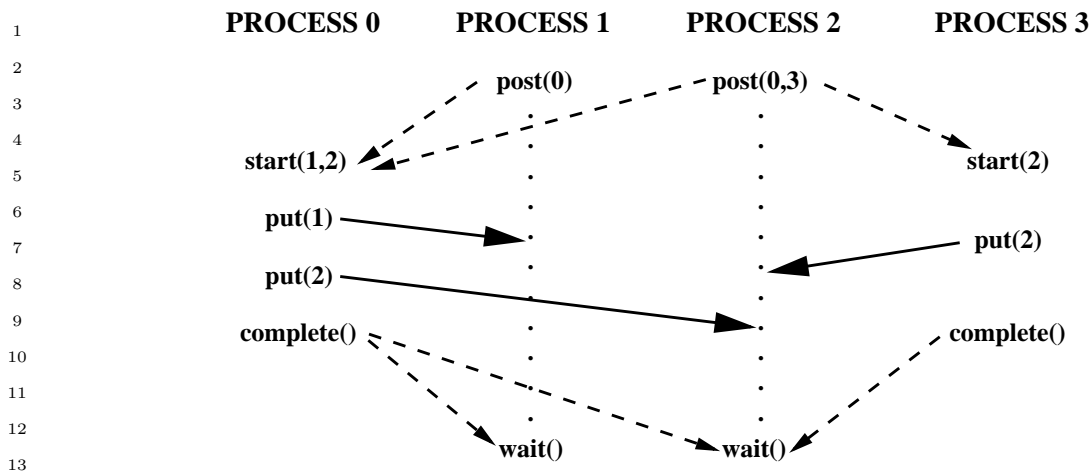 1
PROCESS 0 PROCESS 1 PROCESS 2 PROCESS 3
2
post(0) post(0,3)
3
4
start(1,2) start(2)
5
6
put(1)
7
put(2)
put(2)
8
9
complete() complete()
10
11
12
wait() wait()
13